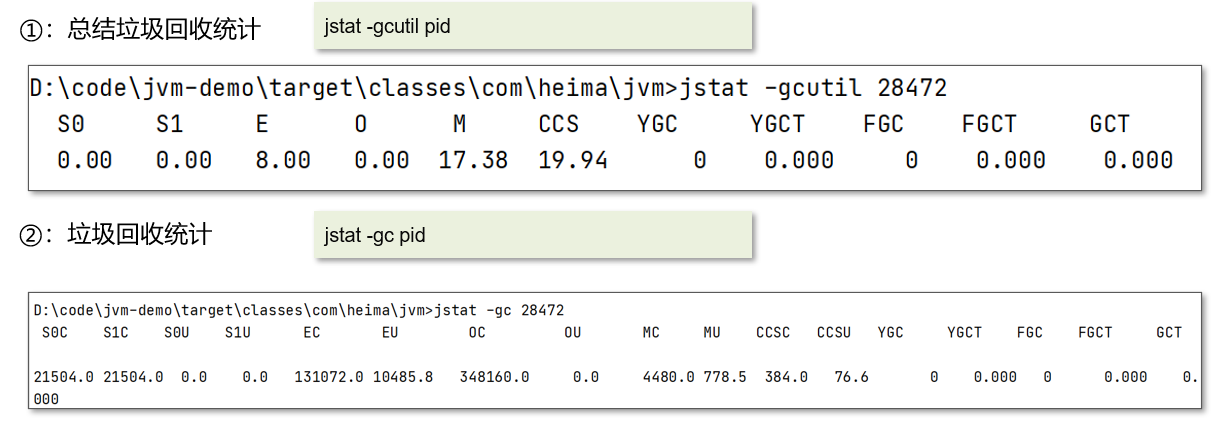 ①：总结垃圾回收统计
jstat -gcutil pid
D:\code\jvm-demo\target\classes\com\heima\jvm>jstat -gcutil 28472
S0 S1 E O M CCS YGC YGCT FGC FGCT GCT
0.00 0.00 8.00 0.00 17.38 19.94 0 0.000 0 0.000 0.000
②：垃圾回收统计
jstat -gc pid
D:\code\jvm-demo\target\classes\com\heima\jvm>jstat -gc 28472
S0C S1C S0U S1U EC EU OC OU MC MU CCSC CCSU YGC YGCT FGC FGCT GCT
21504.0 21504.0 0.0 0.0 131072.0 10485.8 348160.0 0.0 4480.0 778.5 384.0 76.6 0 0.000 0 0.000 0.
000